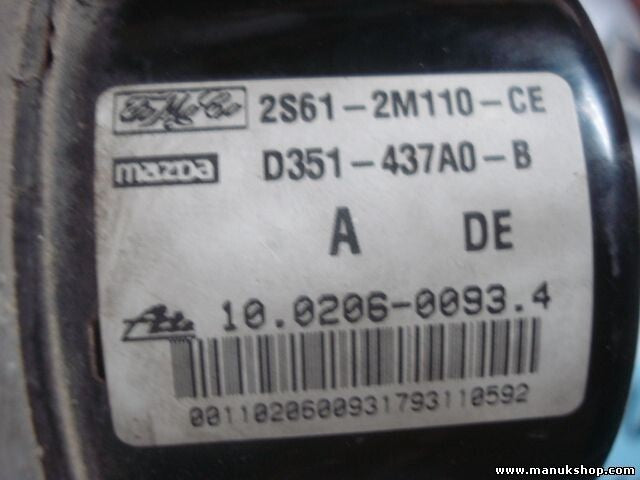 FoMoCo 2S61-2M110-CE
mazda D351-437A0-B
A DE
Ate 10.0206-0093.4
00110206009317931​10592
www.manukshop.com